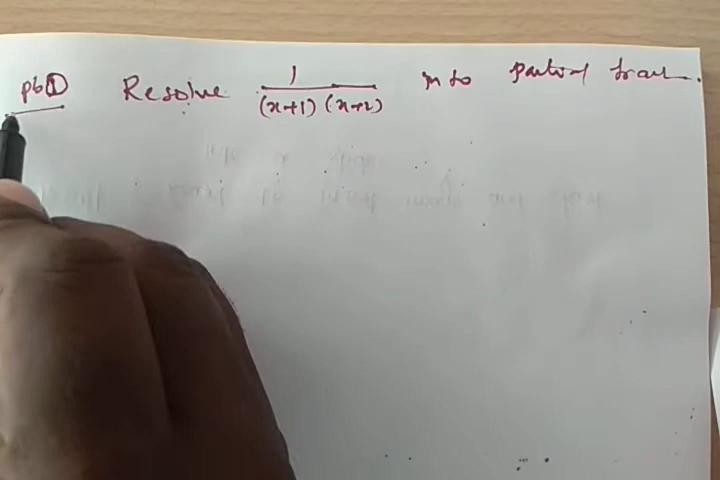 pb① Resolve 1/((x+1)(x+2)) into partial fract.